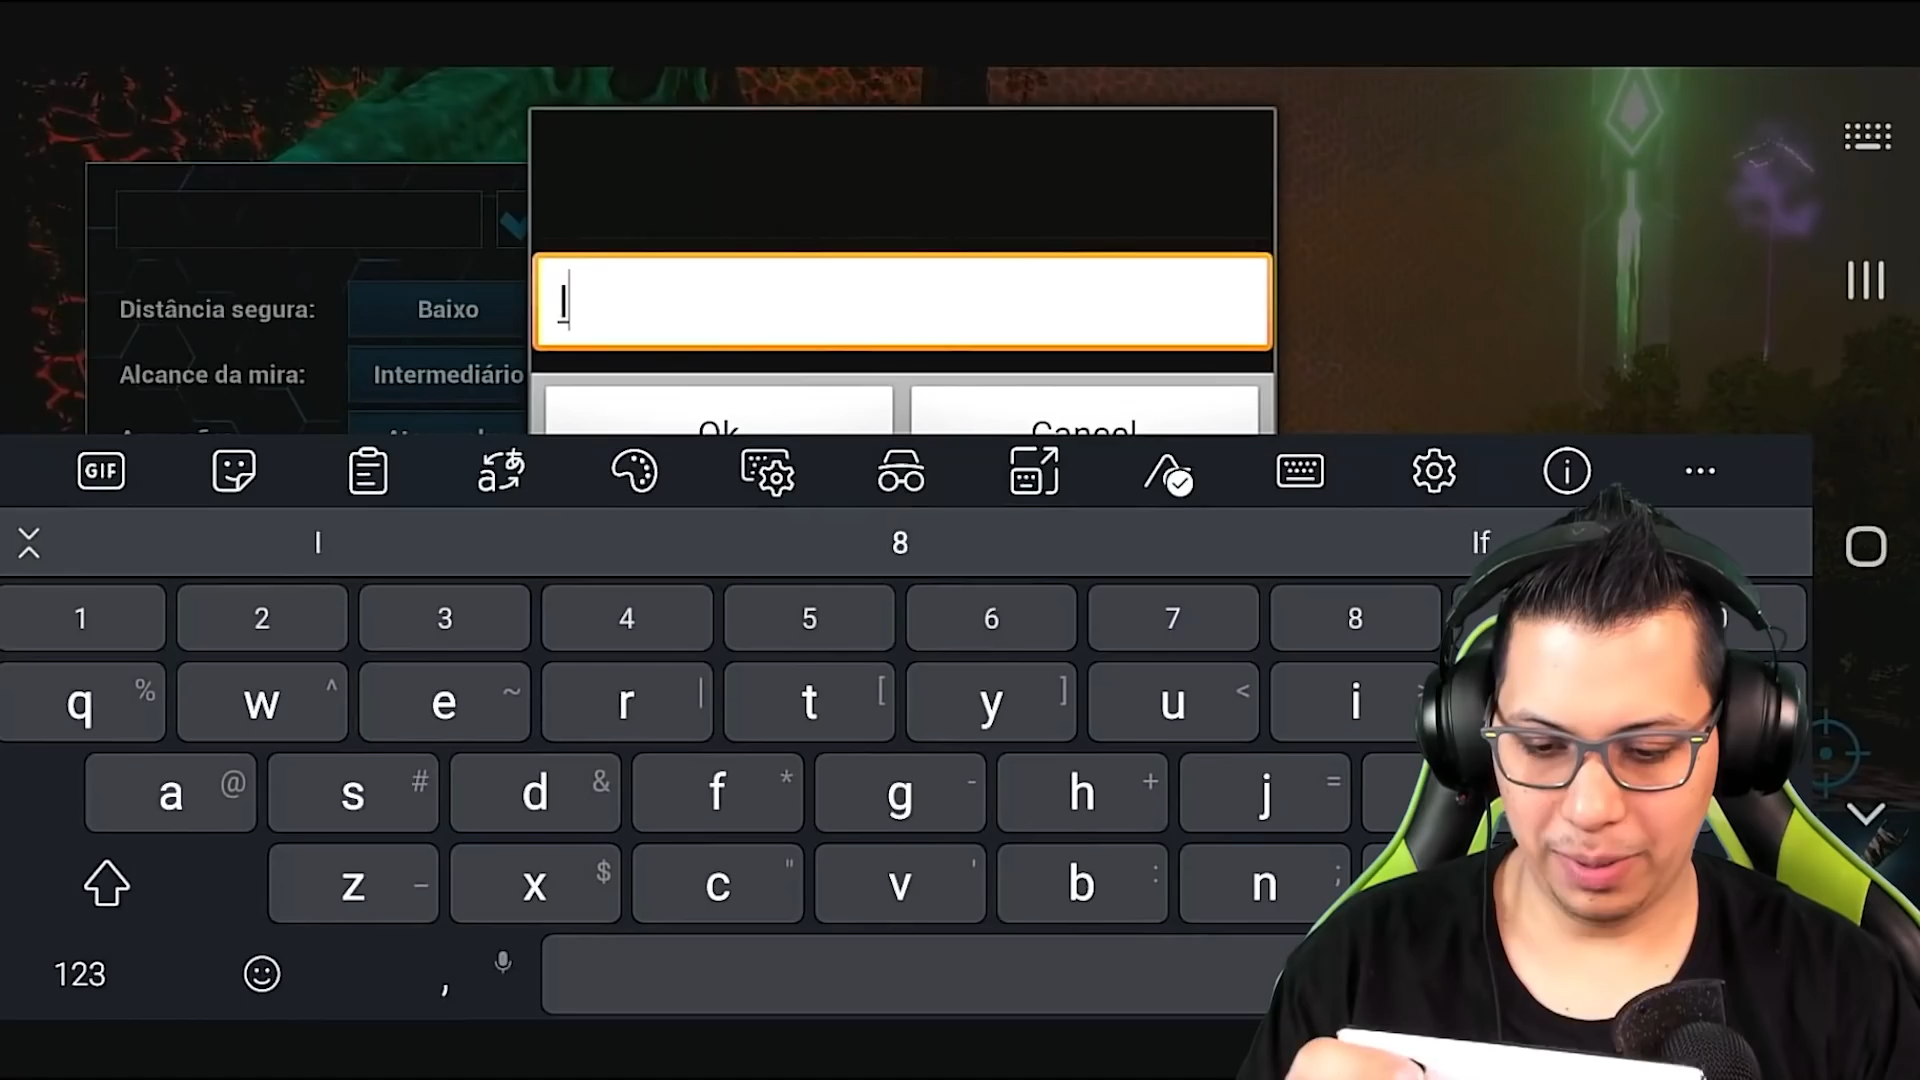 I
Distância segura:
Baixo
Alcance da mira:
Intermediário
Ok
Cancel
GIF
I
8
If
1 2 3 4 5 6 7 8
q % w ^ e ~ r | t [ y ] u < i
a @ s # d & f * g - h + j =
z _ x $ c " v ' b : n ;
123 ,